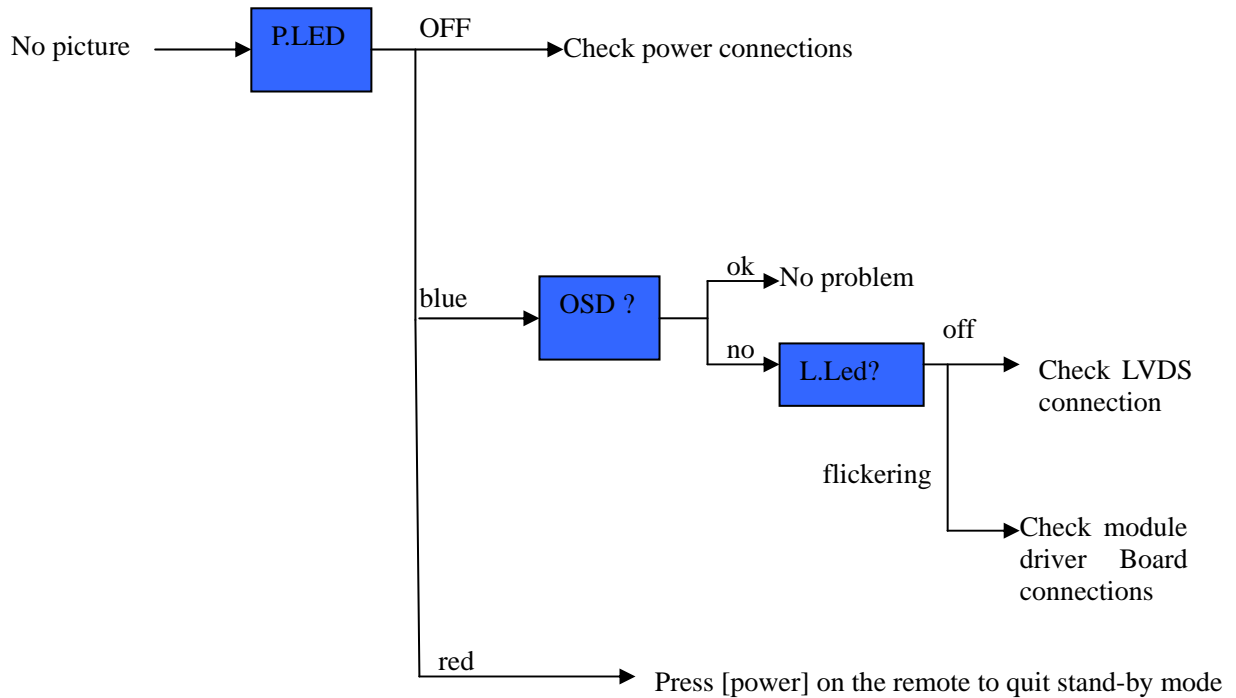 No picture
P.LED
OFF
Check power connections
blue
OSD ?
ok
No problem
no
L.Led?
off
Check LVDS
connection
flickering
Check module
driver Board
connections
red
Press [power] on the remote to quit stand-by mode